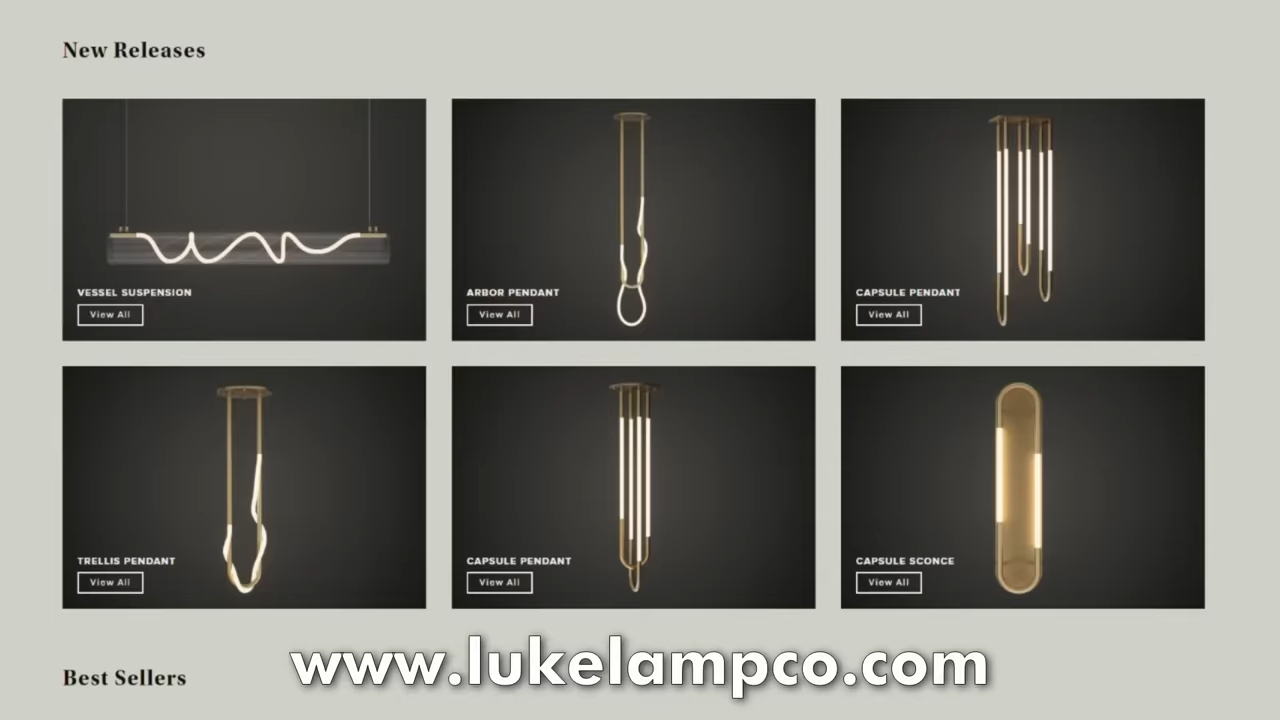 New Releases
VESSEL SUSPENSION
View All
ARBOR PENDANT
View All
CAPSULE PENDANT
View All
TRELLIS PENDANT
View All
CAPSULE PENDANT
View All
CAPSULE SCONCE
View All
Best Sellers
www.lukelampco.com